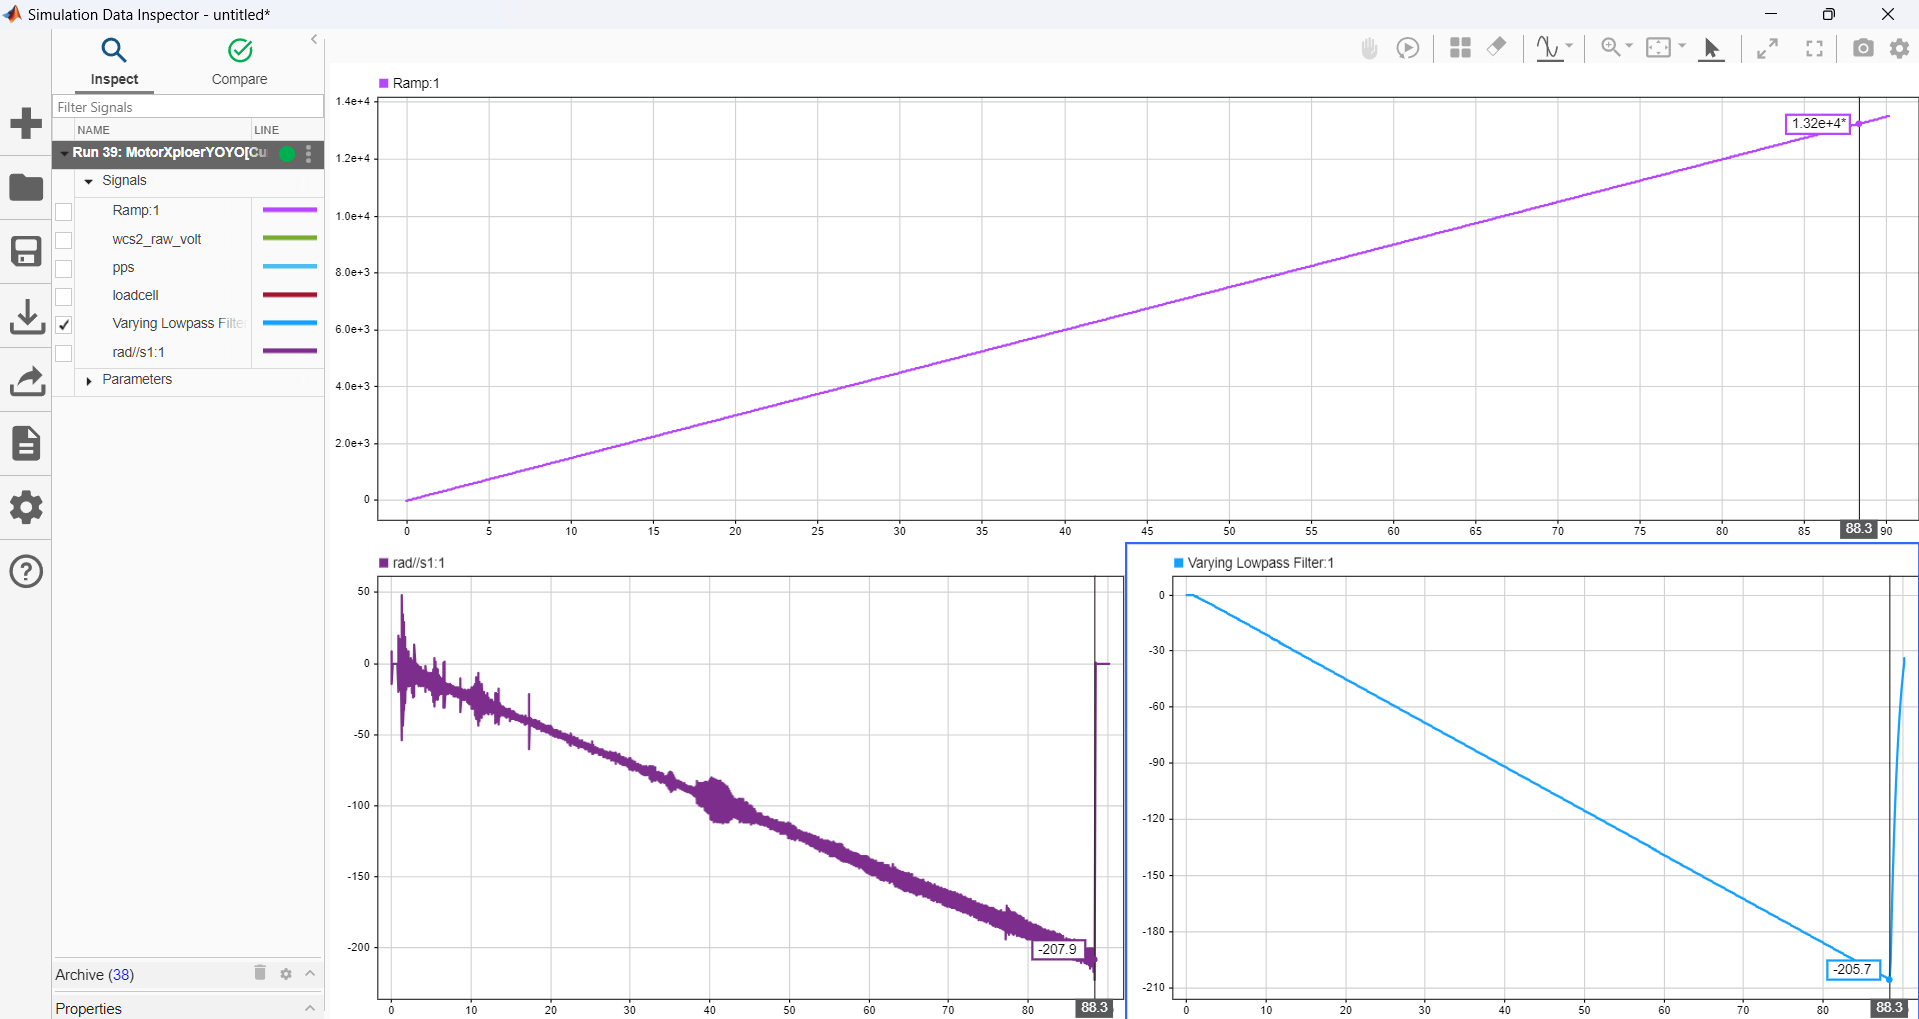 Simulation Data Inspector - untitled*
Inspect
Compare
Filter Signals
NAME
LINE
Run 39: MotorXploerYOYO[Cu
Signals
Ramp:1
wcs2_raw_volt
pps
loadcell
Varying Lowpass Filte
rad//s1:1
Parameters
Archive (38)
Properties
Ramp:1
1.4e+4
1.2e+4
1.0e+4
8.0e+3
6.0e+3
4.0e+3
2.0e+3
0
1.32e+4*
0 5 10 15 20 25 30 35 40 45 50 55 60 65 70 75 80 85 88.3 90
rad//s1:1
50
0
-50
-100
-150
-200
-207.9
0 10 20 30 40 50 60 70 80 88.3
Varying Lowpass Filter:1
0
-30
-60
-90
-120
-150
-180
-210
-205.7
0 10 20 30 40 50 60 70 80 88.3